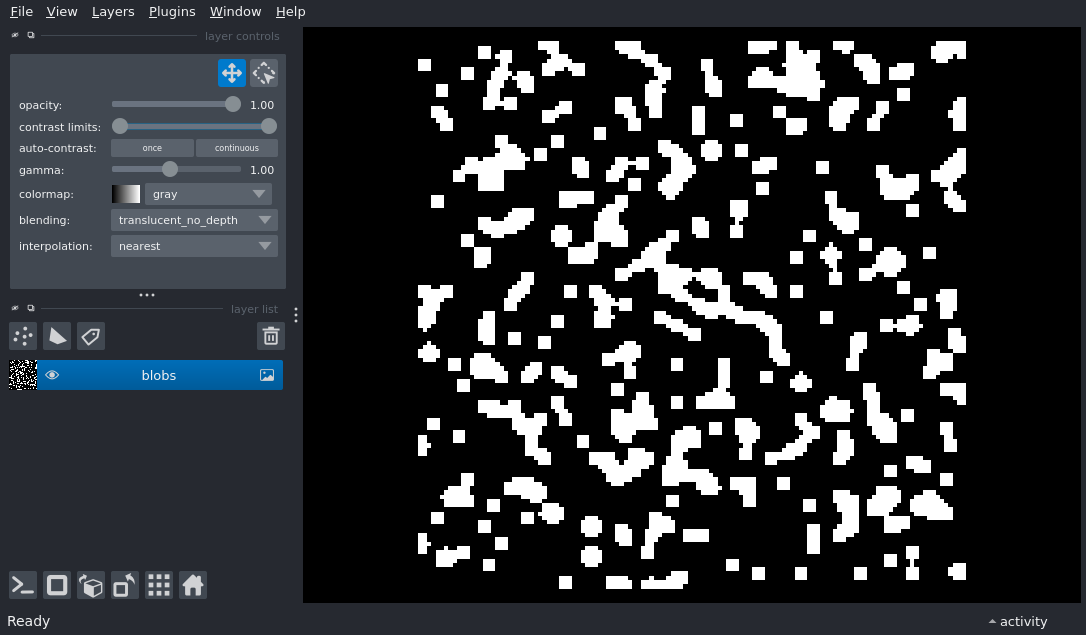 File View Layers Plugins Window Help
layer controls
opacity: 1.00
contrast limits:
auto-contrast: once continuous
gamma: 1.00
colormap: gray
blending: translucent_no_depth
interpolation: nearest
layer list
blobs
Ready activity